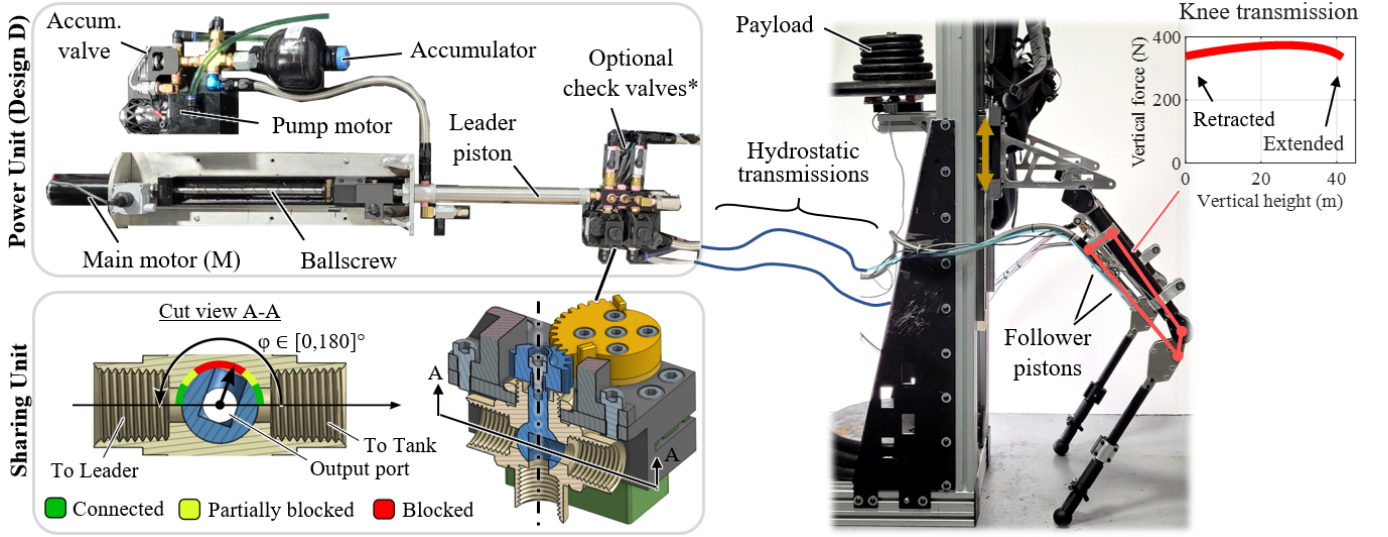 Power Unit (Design D)
Accum.
valve
Accumulator
Pump motor
Optional
check valves*
Leader
piston
Main motor (M)
Ballscrew
Sharing Unit
Cut view A-A
φ ∈ [0,180]°
To Leader
To Tank
Output port
Connected
Partially blocked
Blocked
A
A
Payload
Hydrostatic
transmissions
Follower
pistons
Knee transmission
Vertical force (N)
400
200
0
Retracted
Extended
0
20
40
Vertical height (m)